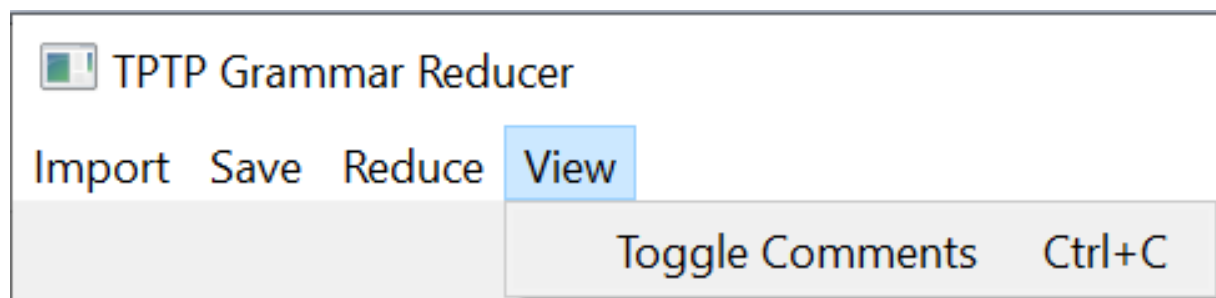 TPTP Grammar Reducer
Import Save Reduce View
Toggle Comments Ctrl+C